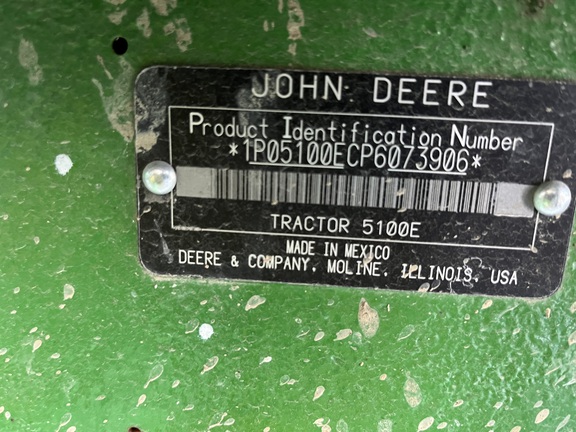 JOHN DEERE
Product Identification Number
*1P05100ECP6073906*
TRACTOR 5100E
MADE IN MEXICO
DEERE & COMPANY, MOLINE, ILLINOIS, USA